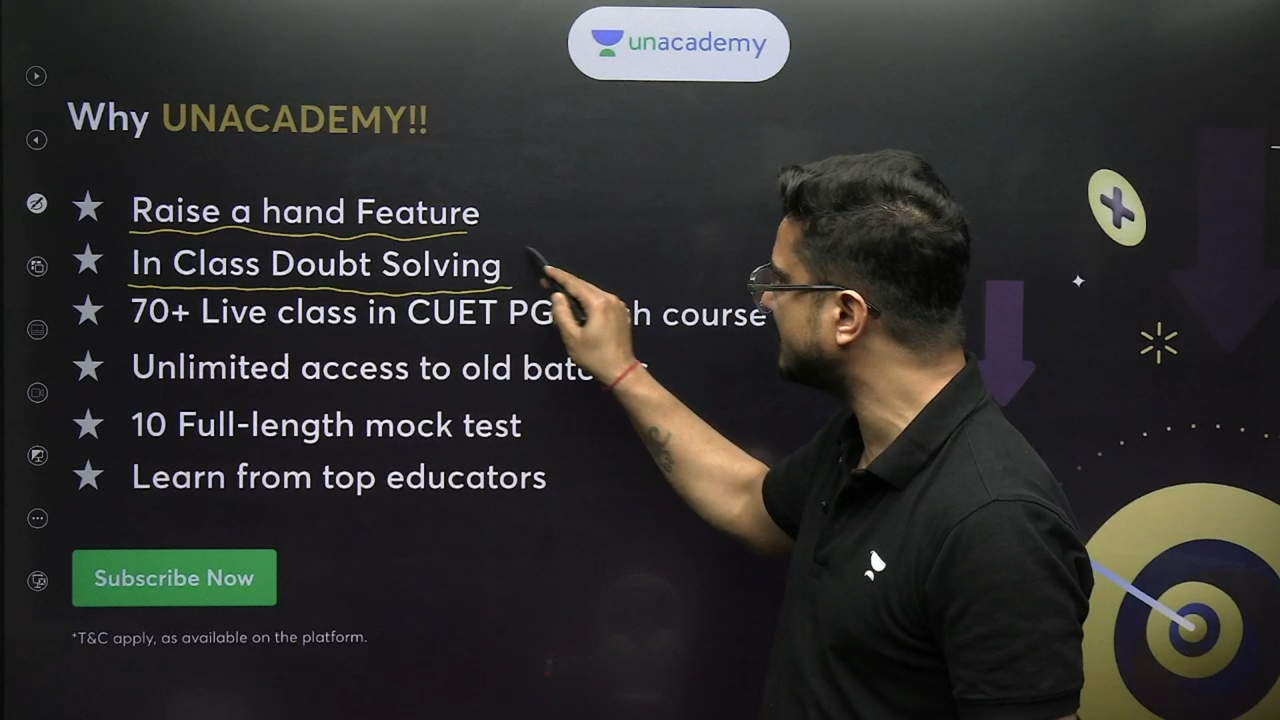 unacademy
Why UNACADEMY!!
Raise a hand Feature
In Class Doubt Solving
70+ Live class in CUET PG course
Unlimited access to old
10 Full-length mock test
Learn from top educators
Subscribe Now
*T&C apply, as available on the platform.